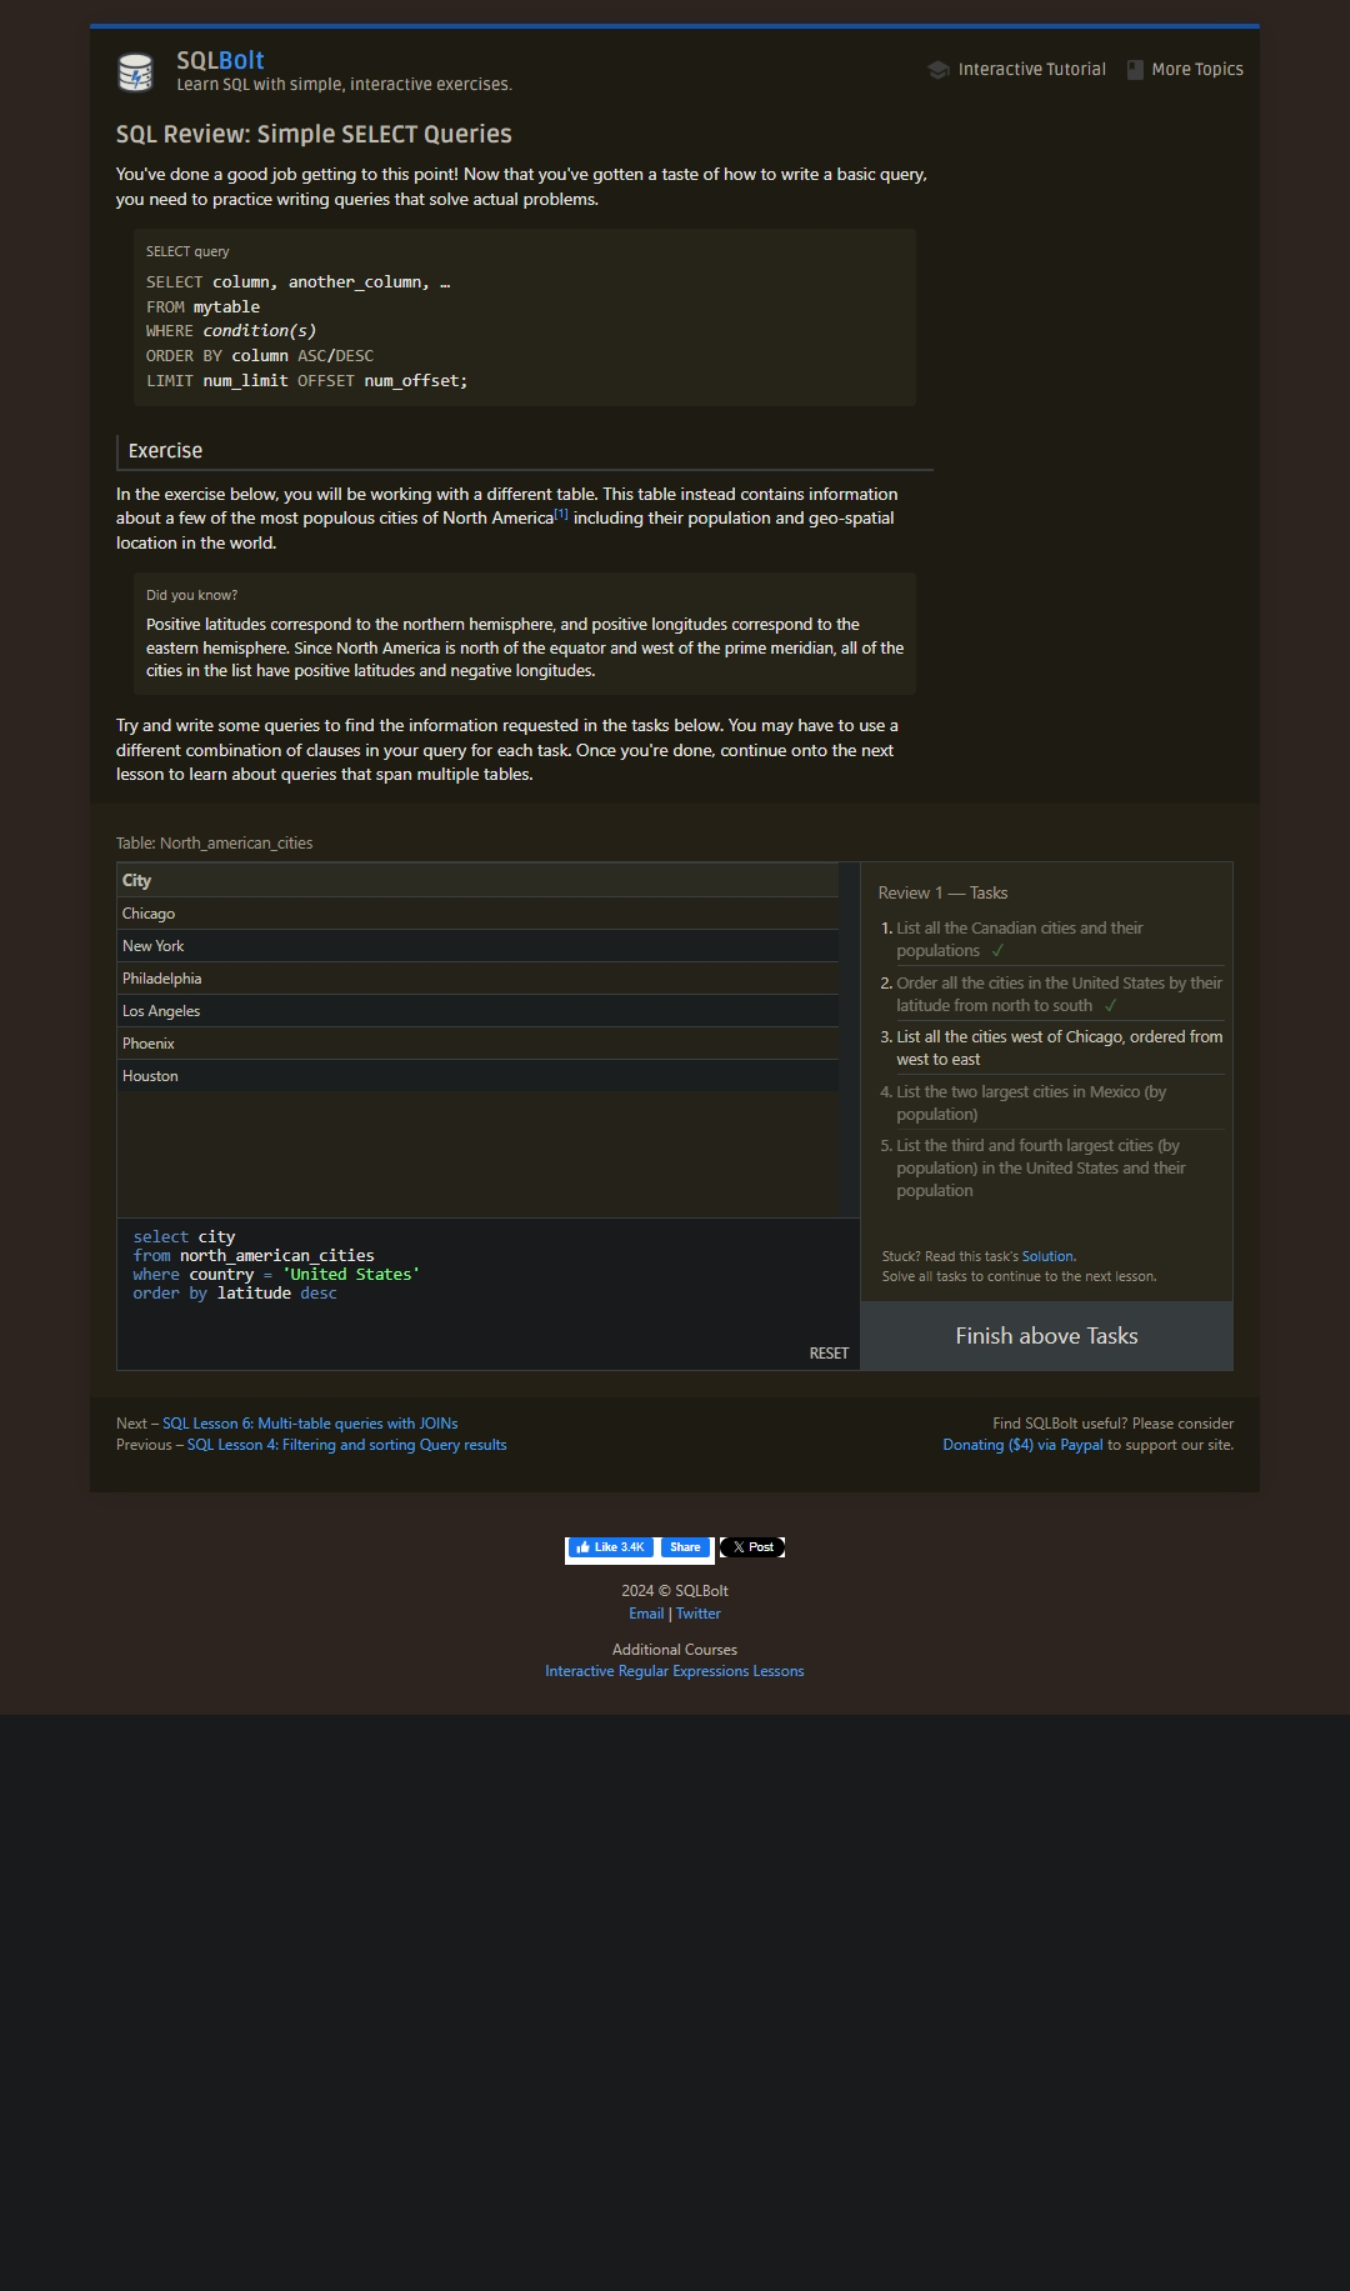 SQLBolt
Learn SQL with simple, interactive exercises.
Interactive Tutorial
More Topics
SQL Review: Simple SELECT Queries
You've done a good job getting to this point! Now that you've gotten a taste of how to write a basic query,
you need to practice writing queries that solve actual problems.
SELECT query
SELECT column, another_column, …
FROM mytable
WHERE condition(s)
ORDER BY column ASC/DESC
LIMIT num_limit OFFSET num_offset;
Exercise
In the exercise below, you will be working with a different table. This table instead contains information
about a few of the most populous cities of North America[1] including their population and geo-spatial
location in the world.
Did you know?
Positive latitudes correspond to the northern hemisphere, and positive longitudes correspond to the
eastern hemisphere. Since North America is north of the equator and west of the prime meridian, all of the
cities in the list have positive latitudes and negative longitudes.
Try and write some queries to find the information requested in the tasks below. You may have to use a
different combination of clauses in your query for each task. Once you're done, continue onto the next
lesson to learn about queries that span multiple tables.
Table: North_american_cities
City
Chicago
New York
Philadelphia
Los Angeles
Phoenix
Houston
select city
from north_american_cities
where country = 'United States'
order by latitude desc
RESET
Review 1 — Tasks
1. List all the Canadian cities and their
populations ✓
2. Order all the cities in the United States by their
latitude from north to south ✓
3. List all the cities west of Chicago, ordered from
west to east
4. List the two largest cities in Mexico (by
population)
5. List the third and fourth largest cities (by
population) in the United States and their
population
Stuck? Read this task's Solution.
Solve all tasks to continue to the next lesson.
Finish above Tasks
Next – SQL Lesson 6: Multi-table queries with JOINs
Previous – SQL Lesson 4: Filtering and sorting Query results
Find SQLBolt useful? Please consider
Donating ($4) via Paypal to support our site.
Like 3.4K
Share
X Post
2024 © SQLBolt
Email | Twitter
Additional Courses
Interactive Regular Expressions Lessons